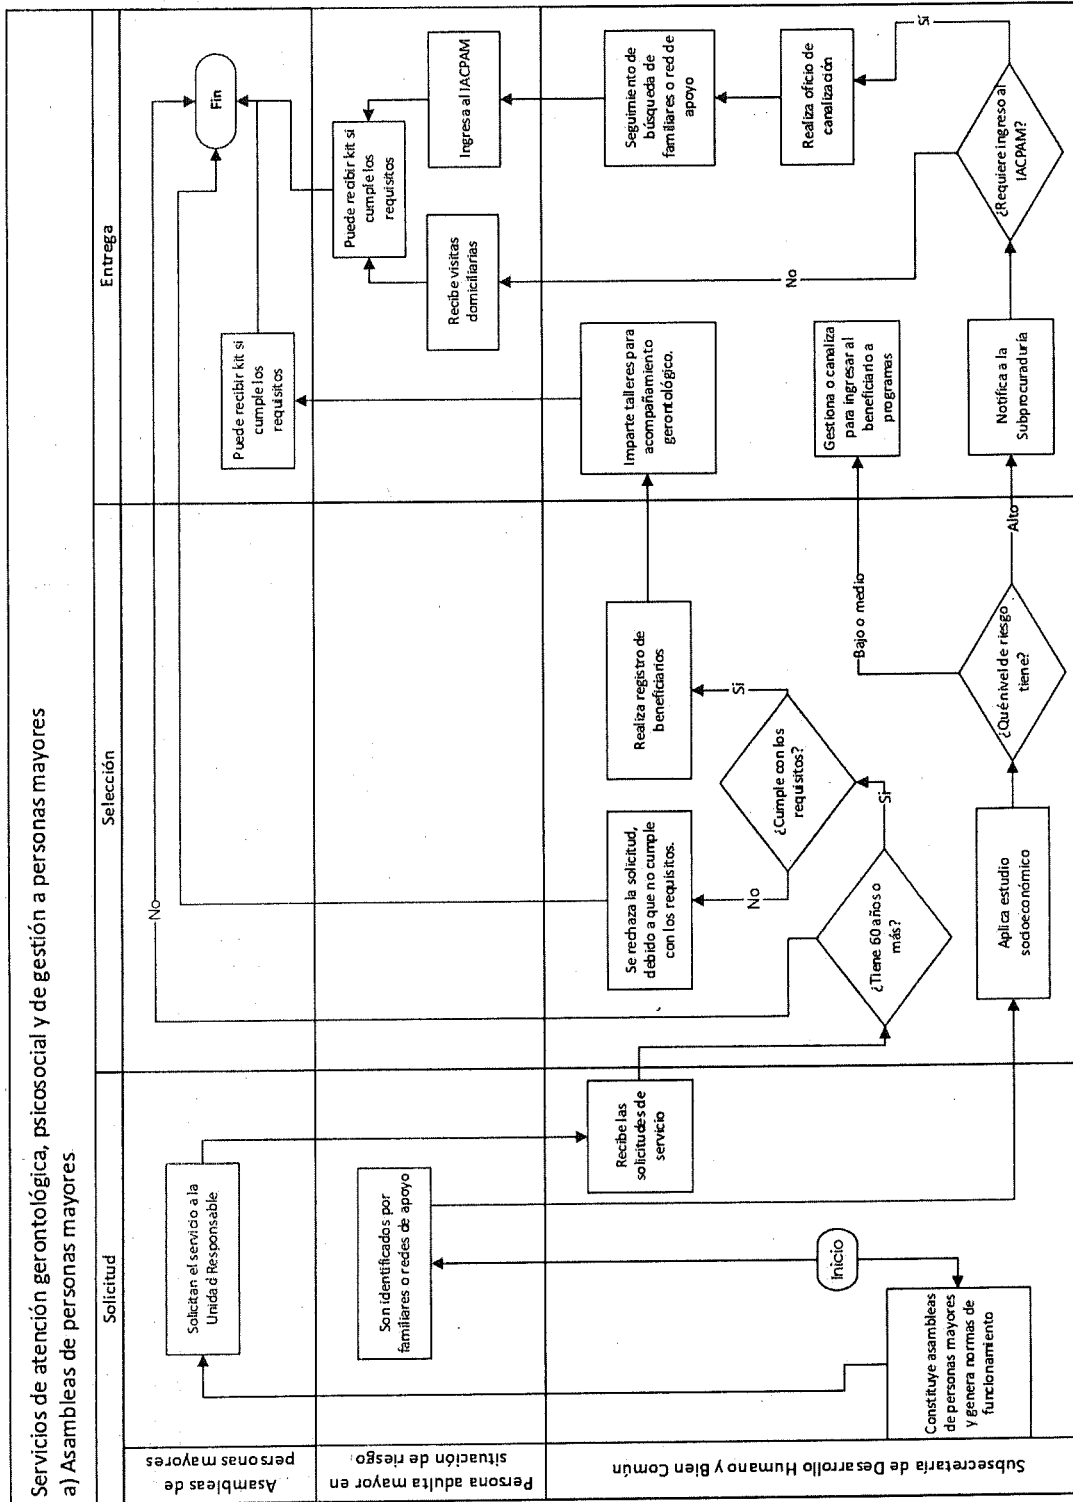 Servicios de atención gerontológica, psicosocial y de gestión a personas mayores
a) Asambleas de personas mayores
Solicitud
Selección
Entrega
Asambleas de
personas mayores
Solicitan el servicio a la
Unidad Responsable
No
Puede recibir kit si
cumple los
requisitos
Fin
Persona adulta mayor en
situación de riesgo
Son identificados por
familiares o redes de apoyo
Recibe visitas
domiciliarias
Puede recibir kit si
cumple los
requisitos
Ingresa al IACPAM
Subsecretaría de Desarrollo Humano y Bien Común
Inicio
Constituye asambleas
de personas mayores
y genera normas de
funcionamiento
Recibe las
solicitudes de
servicio
¿Tiene 60 años o
más?
Si
¿Cumple con los
requisitos?
No
Se rechaza la solicitud,
debido a que no cumple
con los requisitos.
Si
Realiza registro de
beneficiarios
Imparte talleres para
acompañamiento
gerontológico.
Aplica estudio
socioeconómico
¿Qué nivel de riesgo
tiene?
Bajo o medio
Gestiona o canaliza
para ingresar al
beneficiario a
programas
Alto
Notifica a la
Subprocuraduría
¿Requiere ingreso al
IACPAM?
No
Si
Realiza oficio de
canalización
Seguimiento de
búsqueda de
familiares o red de
apoyo